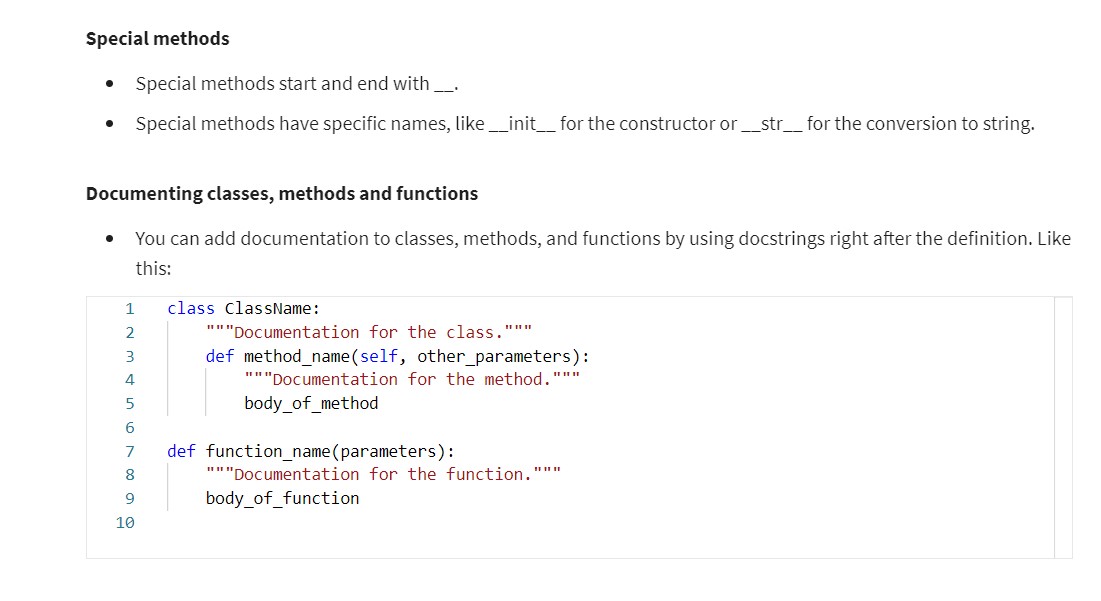 Special methods
• Special methods start and end with __.
• Special methods have specific names, like __init__ for the constructor or __str__ for the conversion to string.
Documenting classes, methods and functions
• You can add documentation to classes, methods, and functions by using docstrings right after the definition. Like
this:
1 class ClassName:
2     """Documentation for the class."""
3     def method_name(self, other_parameters):
4         """Documentation for the method."""
5         body_of_method
6
7 def function_name(parameters):
8     """Documentation for the function."""
9     body_of_function
10